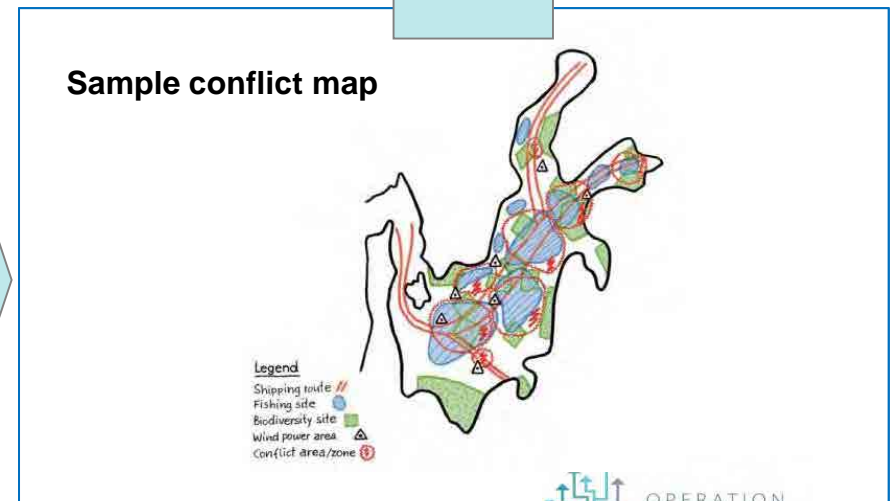 Sample conflict map
Legend
Shipping route
Fishing site
Biodiversity site
Wind power area
Conflict area/zone
OPERATION